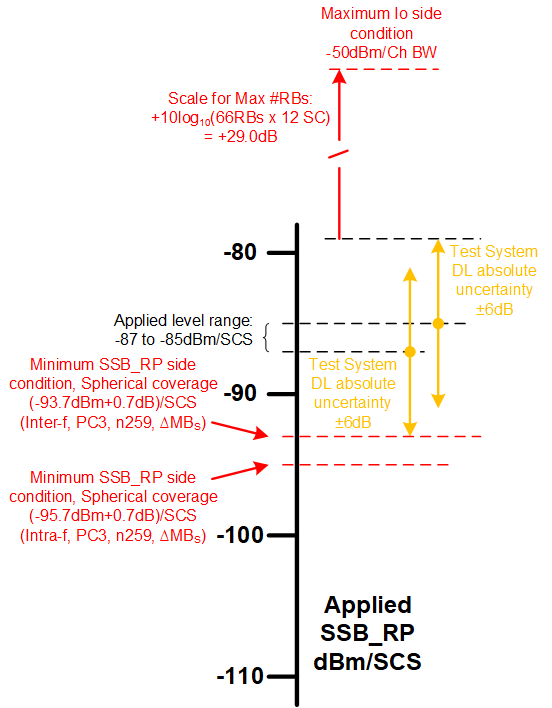 Maximum Io side
condition
-50dBm/Ch BW
Scale for Max #RBs:
+10log₁₀(66RBs x 12 SC)
= +29.0dB
-80
Test System
DL absolute
uncertainty
±6dB
Applied level range:
-87 to -85dBm/SCS
Minimum SSB_RP side
condition, Spherical coverage
(-93.7dBm+0.7dB)/SCS
(Inter-f, PC3, n259, ΔMBₛ)
-90
Test System
DL absolute
uncertainty
±6dB
Minimum SSB_RP side
condition, Spherical coverage
(-95.7dBm+0.7dB)/SCS
(Intra-f, PC3, n259, ΔMBₛ)
-100
Applied
SSB_RP
dBm/SCS
-110